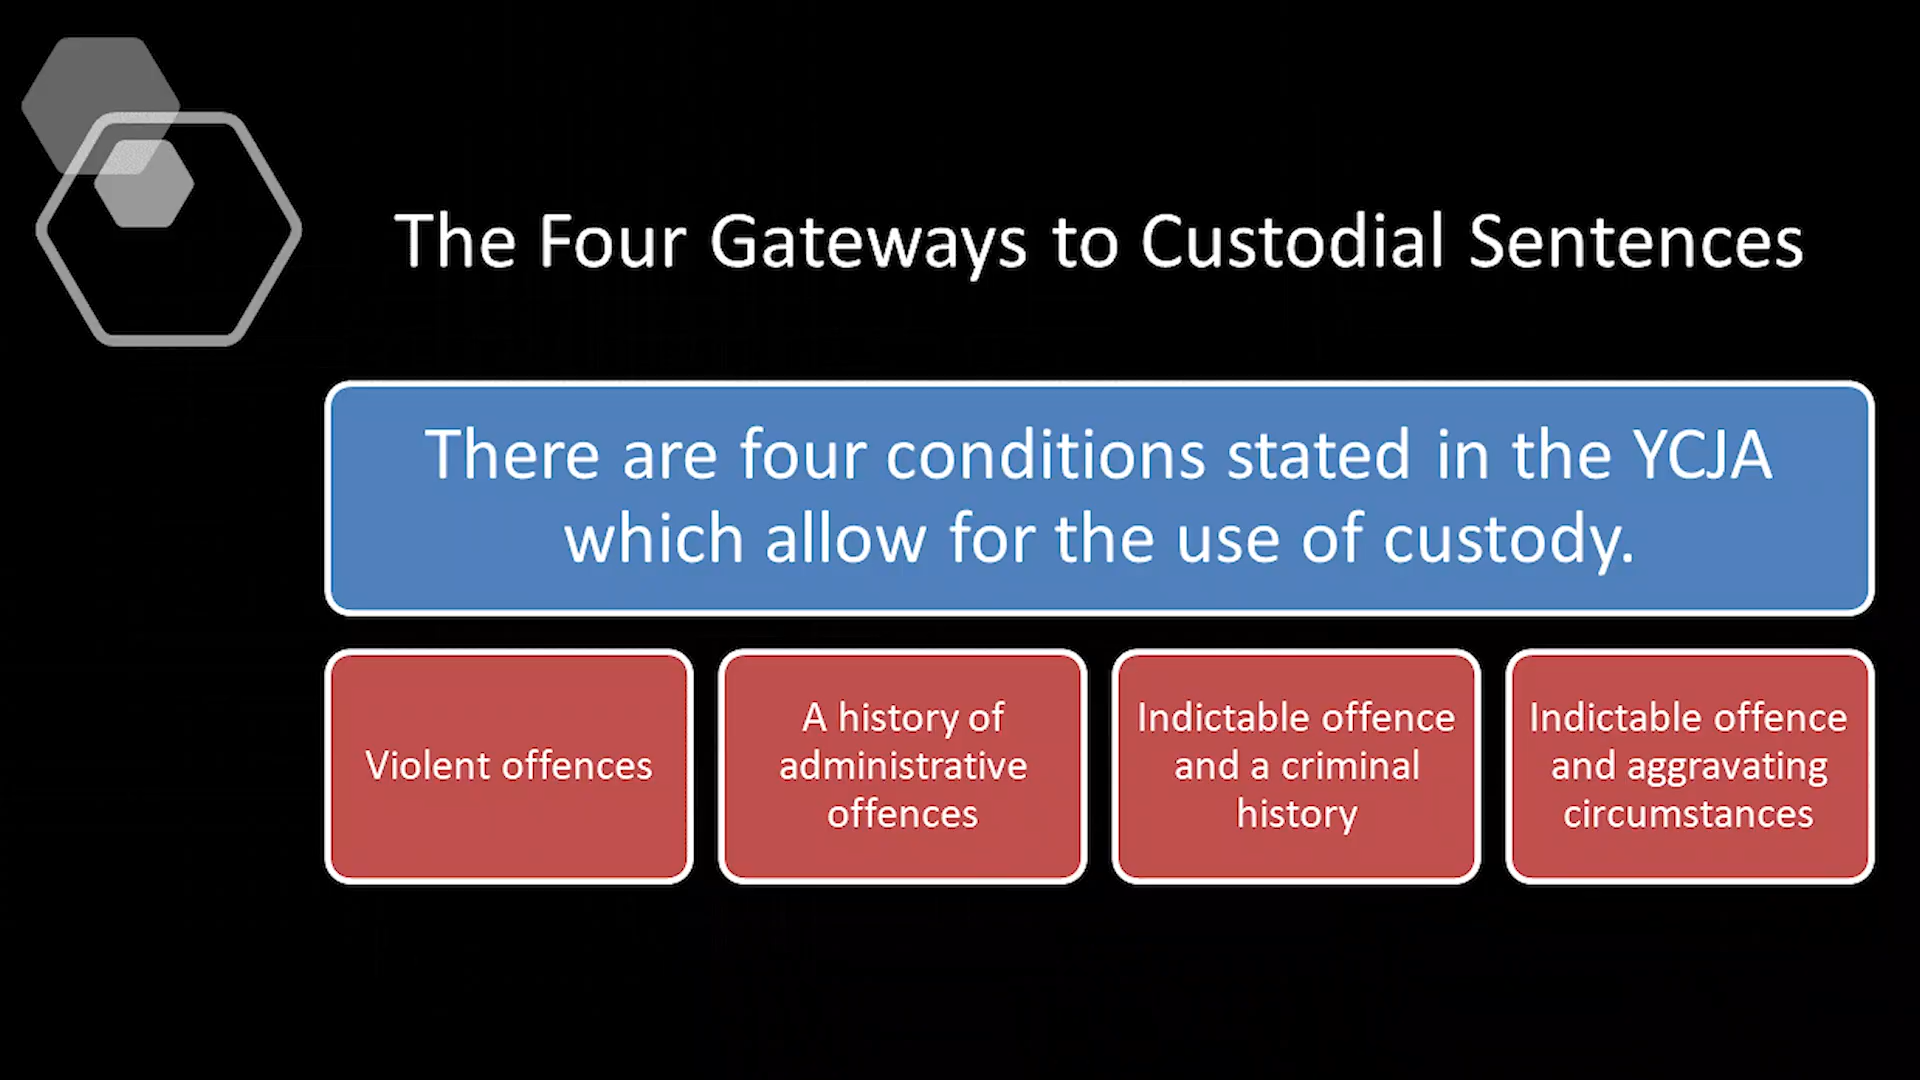 The Four Gateways to Custodial Sentences
There are four conditions stated in the YCJA
which allow for the use of custody.
Violent offences
A history of
administrative
offences
Indictable offence
and a criminal
history
Indictable offence
and aggravating
circumstances